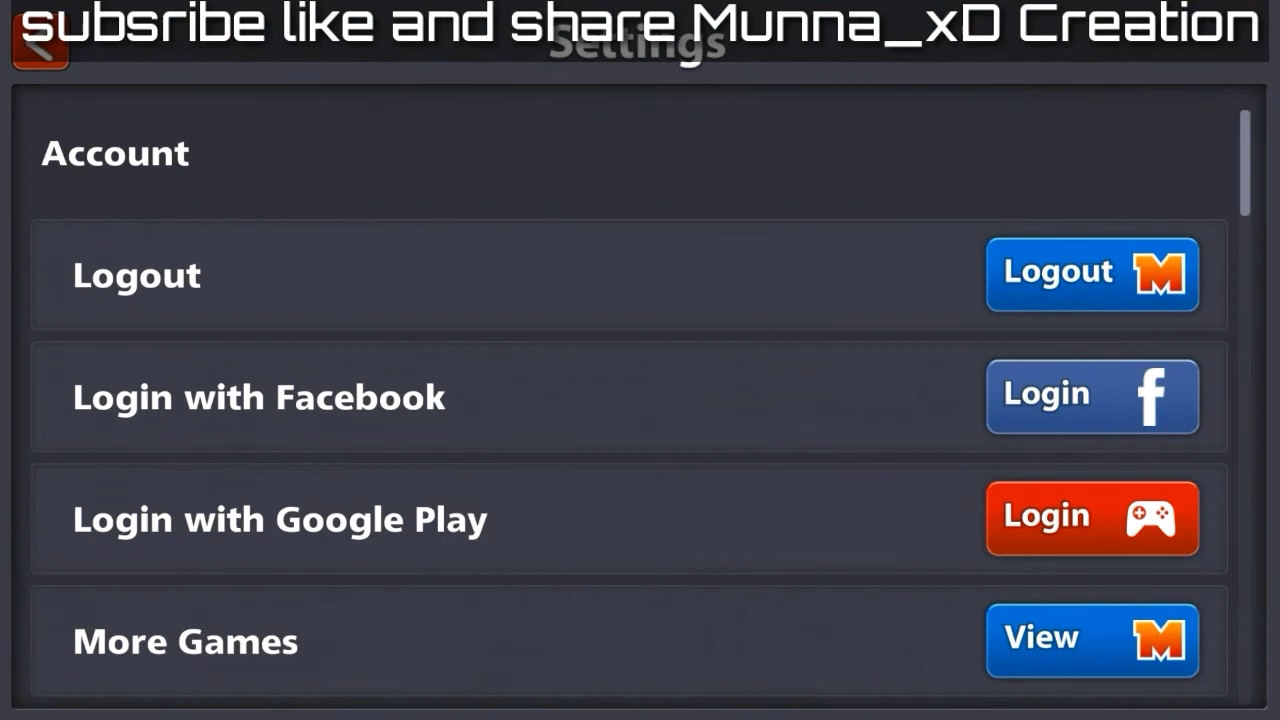 subsribe like and share Munna_xD Creation
Settings
Account
Logout
Logout M
Login with Facebook
Login f
Login with Google Play
Login
More Games
View M